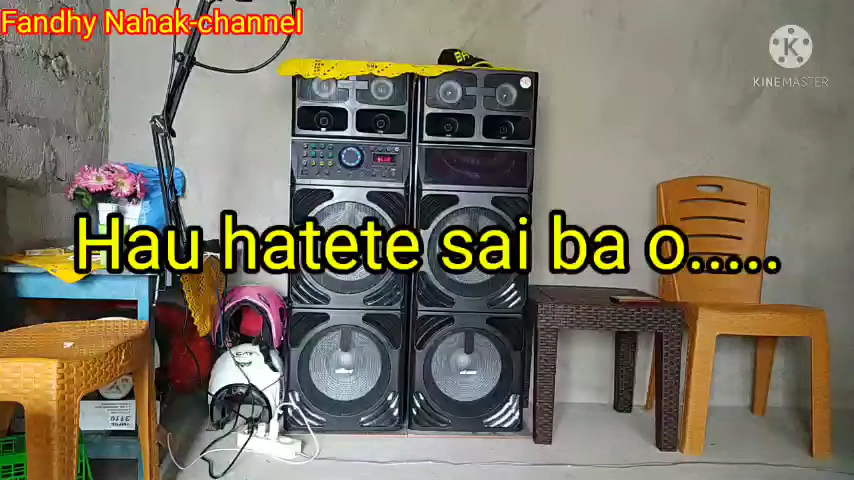 Fandhy Nahak-channel
K
KINEMASTER
Hau hatete sai ba o.....